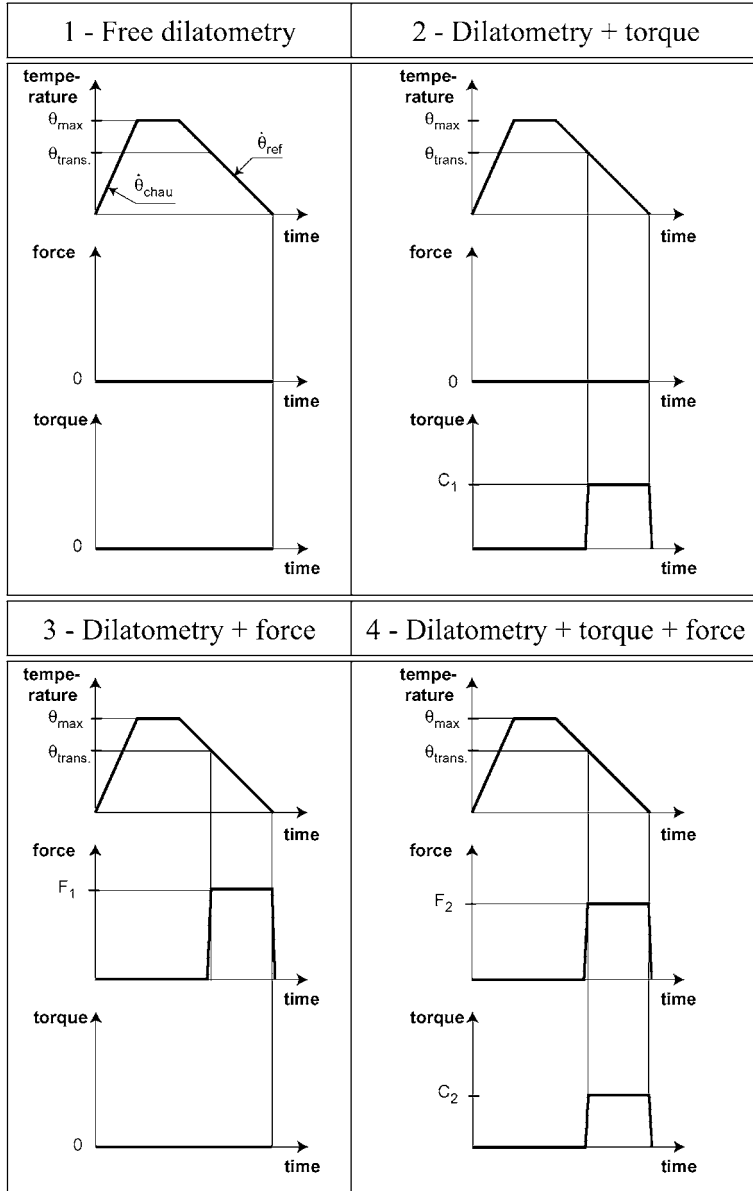 1 - Free dilatometry
2 - Dilatometry + torque
tempe-
rature
θmax
θtrans.
θ̇chau
θ̇ref
time
force
0
time
torque
0
time
tempe-
rature
θmax
θtrans.
time
force
0
time
torque
C1
time
3 - Dilatometry + force
4 - Dilatometry + torque + force
tempe-
rature
θmax
θtrans.
time
force
F1
time
torque
0
time
tempe-
rature
θmax
θtrans.
time
force
F2
time
torque
C2
time